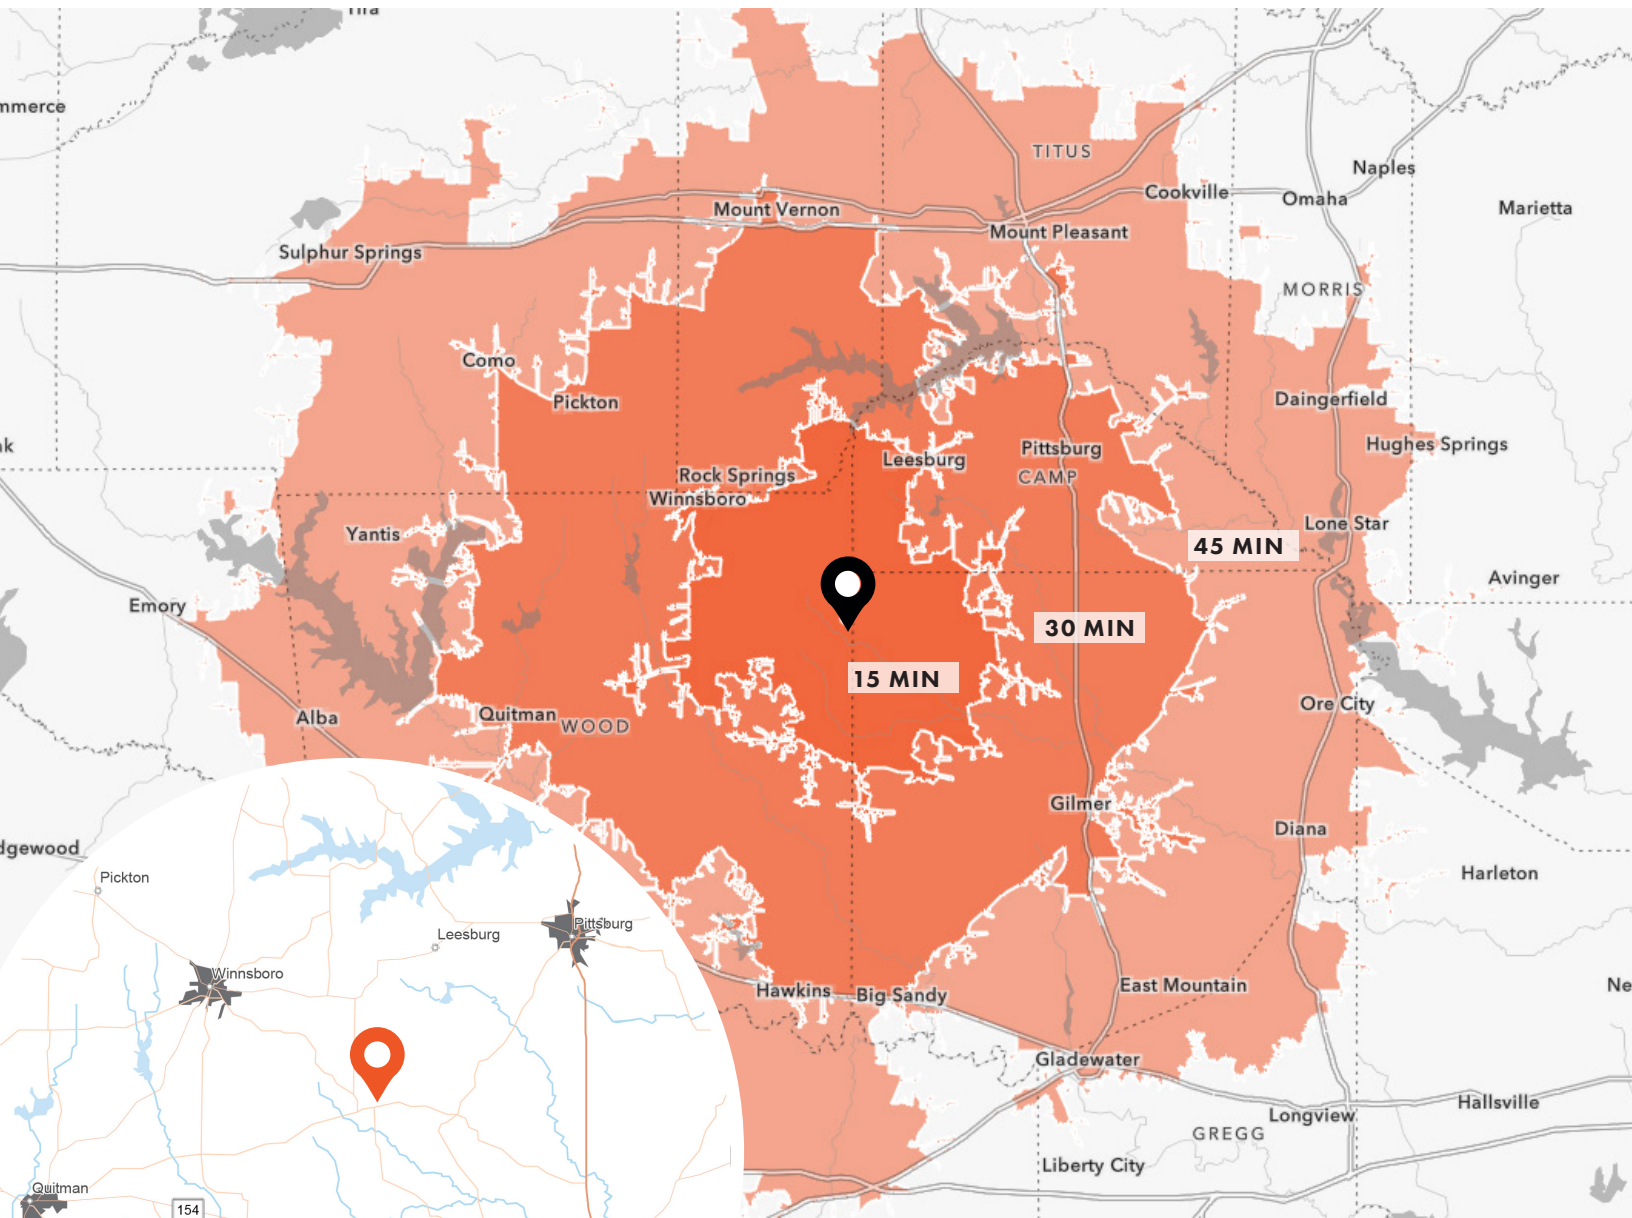 TITUS
Naples
Cookville
Omaha
Marietta
Mount Vernon
Mount Pleasant
Sulphur Springs
MORRIS
Como
Pickton
Daingerfield
Hughes Springs
Pittsburg
Leesburg
CAMP
Rock Springs
Winnsboro
Yantis
Lone Star
45 MIN
Avinger
Emory
30 MIN
15 MIN
Ore City
Alba
Quitman
WOOD
Gilmer
Diana
Harleton
Hawkins
Big Sandy
East Mountain
Gladewater
Longview
Hallsville
GREGG
Liberty City
Pickton
Pittsburg
Leesburg
Winnsboro
Quitman
154